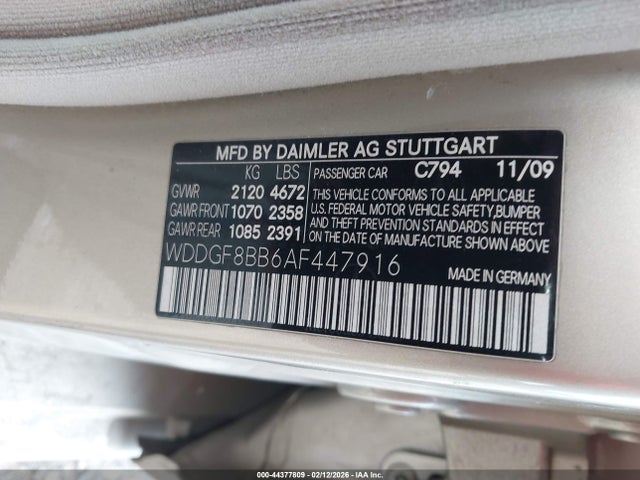 MFD BY DAIMLER AG STUTTGART
KG LBS PASSENGER CAR C794 11/09
GVWR 2120 4672
GAWR FRONT 1070 2358
GAWR REAR 1085 2391
THIS VEHICLE CONFORMS TO ALL APPLICABLE
U.S. FEDERAL MOTOR VEHICLE SAFETY,BUMPER
AND THEFT PREVENTION STANDARDS IN EFFECT
ON THE DATE OF MANUFACTURE SHOWN ABOVE
WDDGF8BB6AF447916
MADE IN GERMANY
000-44377809 - 02/12/2026 - IAA Inc.